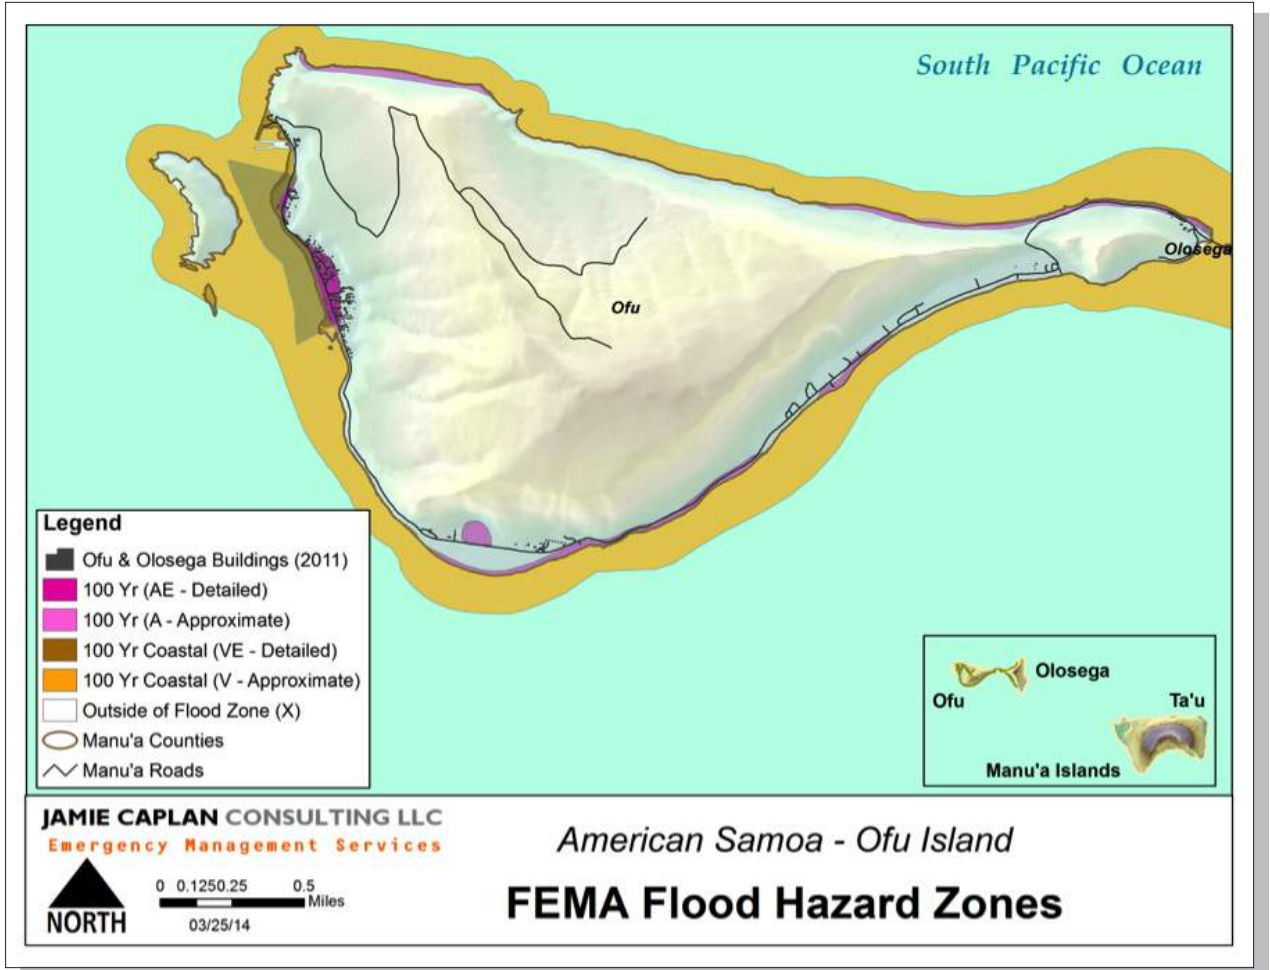 South Pacific Ocean
Olosega
Ofu
Legend
Ofu & Olosega Buildings (2011)
100 Yr (AE - Detailed)
100 Yr (A - Approximate)
100 Yr Coastal (VE - Detailed)
100 Yr Coastal (V - Approximate)
Outside of Flood Zone (X)
Manu'a Counties
Manu'a Roads
Olosega
Ofu
Ta'u
Manu'a Islands
JAMIE CAPLAN CONSULTING LLC
Emergency Management Services
NORTH
0 0.1250.25 0.5
Miles
03/25/14
American Samoa - Ofu Island
FEMA Flood Hazard Zones